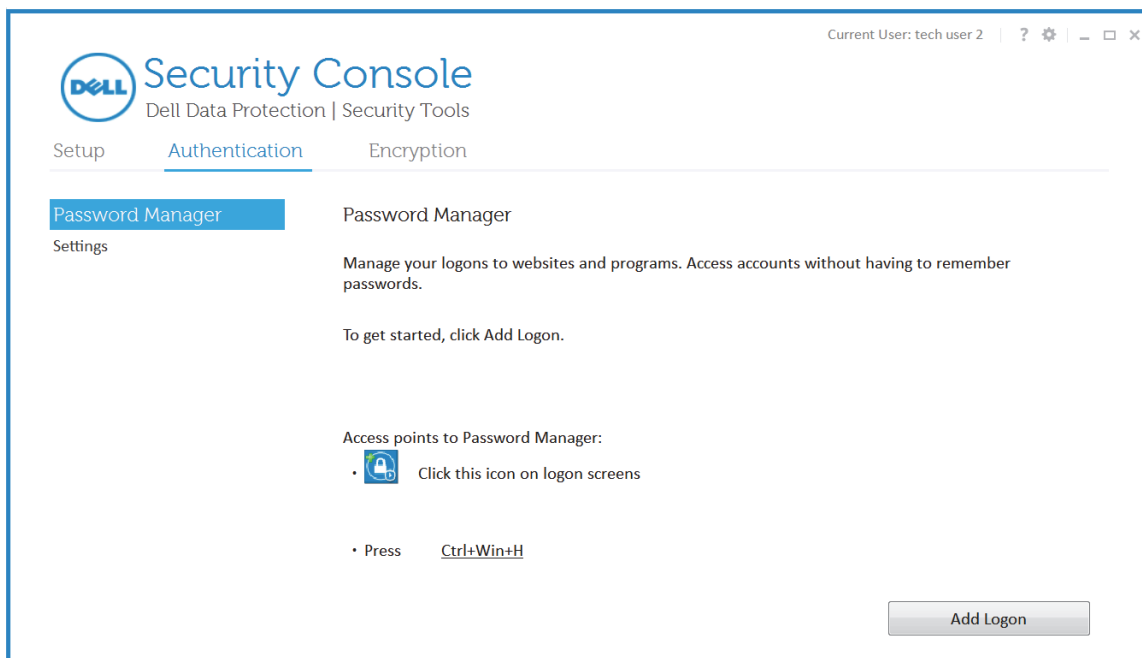 Current User: tech user 2
?
DELL
Security Console
Dell Data Protection | Security Tools
Setup Authentication Encryption
Password Manager
Settings
Password Manager
Manage your logons to websites and programs. Access accounts without having to remember
passwords.
To get started, click Add Logon.
Access points to Password Manager:
• Click this icon on logon screens
• Press Ctrl+Win+H
Add Logon